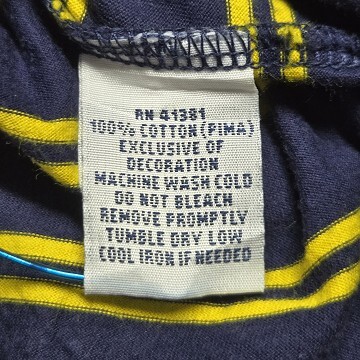 RN 41381
100% COTTON(PIMA)
EXCLUSIVE OF
DECORATION
MACHINE WASH COLD
DO NOT BLEACH
REMOVE PROMPTLY
TUMBLE DRY LOW
COOL IRON IF NEEDED